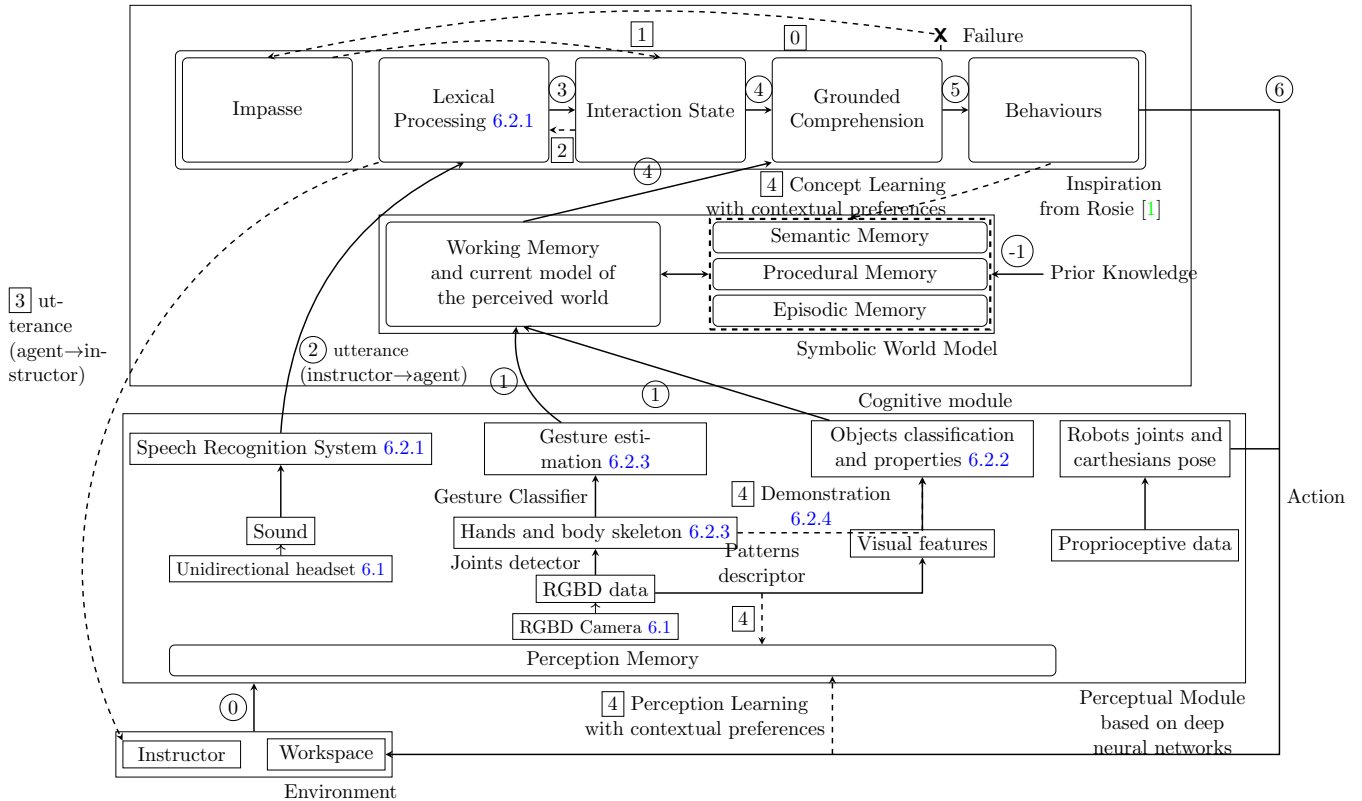 1
0
X Failure
6
Impasse
Lexical
Processing 6.2.1
3
2
Interaction State
4
Grounded
Comprehension
5
Behaviours
4
4 Concept Learning
with contextual preferences
Inspiration
from Rosie [1]
Working Memory
and current model of
the perceived world
Semantic Memory
Procedural Memory
Episodic Memory
-1
Prior Knowledge
Symbolic World Model
3 ut-
terance
(agent→in-
structor)
2 utterance
(instructor→agent)
1
1
Cognitive module
Speech Recognition System 6.2.1
Gesture esti-
mation 6.2.3
Objects classification
and properties 6.2.2
Robots joints and
carthesians pose
Gesture Classifier
4 Demonstration
6.2.4
Action
Sound
Hands and body skeleton 6.2.3
Visual features
Proprioceptive data
Unidirectional headset 6.1
Joints detector
Patterns
descriptor
RGBD data
4
RGBD Camera 6.1
Perception Memory
0
4 Perception Learning
with contextual preferences
Perceptual Module
based on deep
neural networks
Instructor
Workspace
Environment